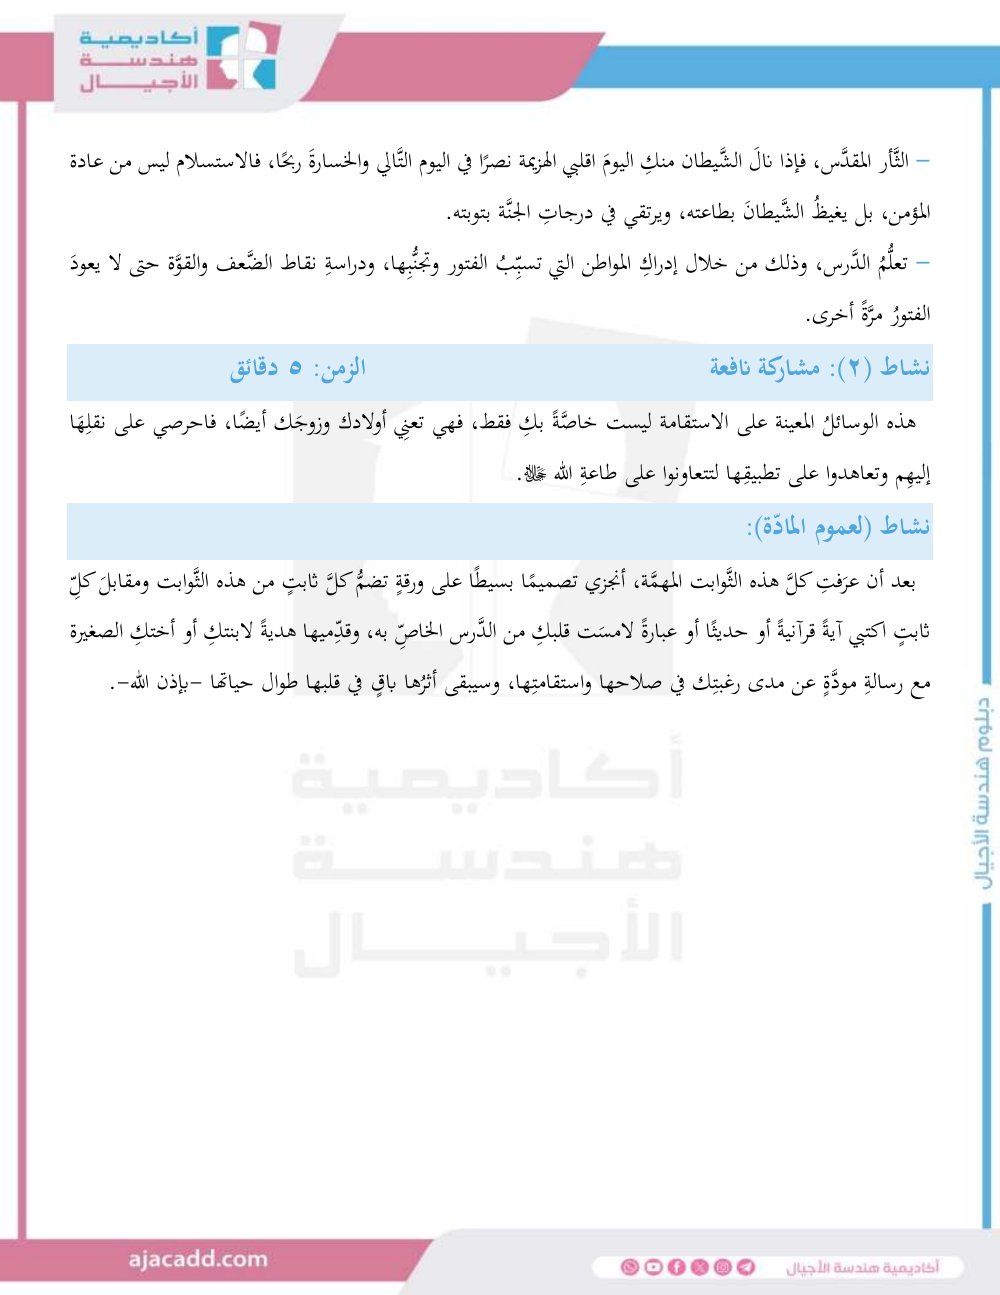 أكاديمية
هندسة
الأجيال
– الثَّأر المقدَّس، فإذا نالَ الشَّيطان منكِ اليومَ اقلبي الهزيمة نصرًا في اليوم التَّالي والخسارةَ ربحًا، فالاستسلام ليس من عادة
المؤمن، بل يغيظُ الشَّيطانَ بطاعته، ويرتقي في درجاتِ الجنَّة بتوبته.
– تعلُّمُ الدَّرس، وذلك من خلال إدراكِ المواطن التي تسبِّبُ الفتور وتجنُّبِها، ودراسةِ نقاط الضَّعف والقوَّة حتى لا يعودَ
الفتورُ مرَّةً أخرى.
نشاط (٢): مشاركة نافعة الزمن: ٥ دقائق
هذه الوسائلُ المعينة على الاستقامة ليست خاصَّةً بكِ فقط، فهي تعنِي أولادك وزوجَك أيضًا، فاحرصي على نقلِهَا
إليهِم وتعاهدوا على تطبيقِها لتتعاونوا على طاعةِ الله ﷻ.
نشاط (لعموم المادّة):
بعد أن عرَفتِ كلَّ هذه الثَّوابت المهمَّة، أنجزي تصميمًا بسيطًا على ورقةٍ تضمُّ كلَّ ثابتٍ من هذه الثَّوابت ومقابلَ كلِّ
ثابتٍ اكتبي آيةً قرآنيةً أو حديثًا أو عبارةً لامسَت قلبكِ من الدَّرس الخاصِّ به، وقدِّميها هديةً لابنتكِ أو أختكِ الصغيرة
مع رسالةِ مودَّةٍ عن مدى رغبتِك في صلاحها واستقامتِها، وسيبقى أثرُها باقٍ في قلبها طوال حياتها –بإذن الله–.
دبلوم هندسة الأجيال
أكاديمية
هندسة
الأجيال
ajacadd.com
أكاديمية هندسة الأجيال